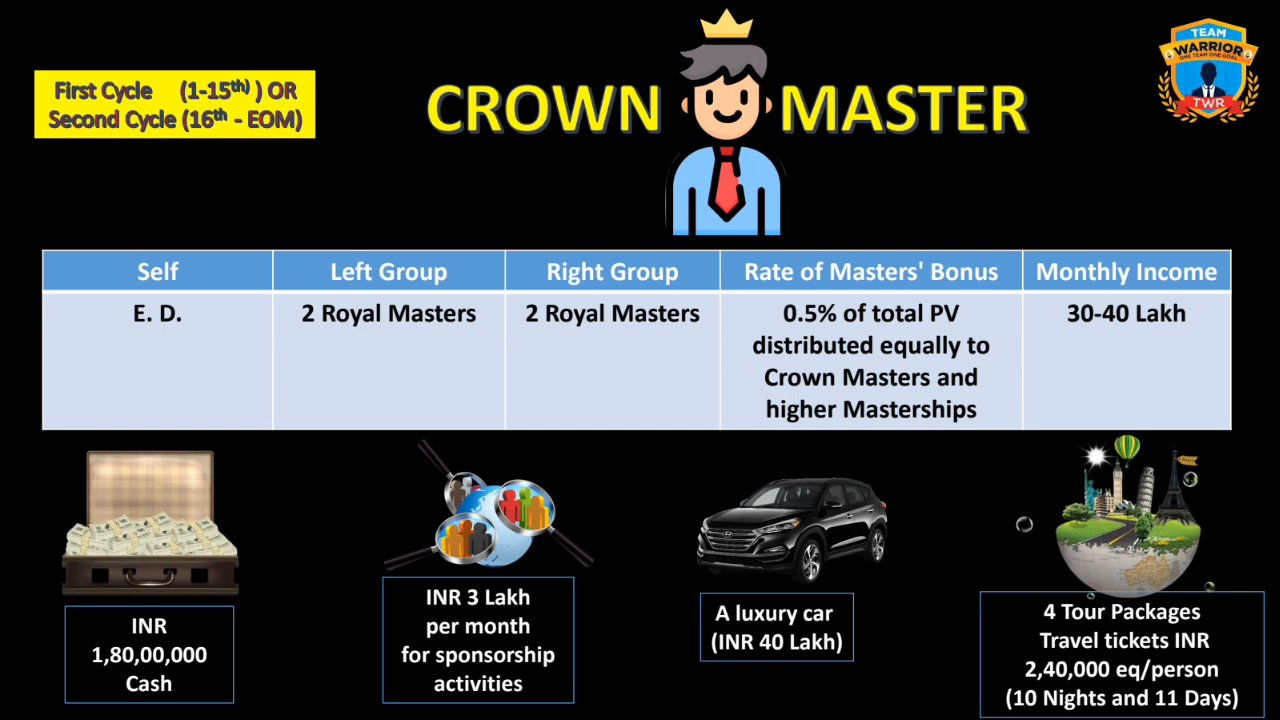 First Cycle (1-15th) ) OR
Second Cycle (16th - EOM)
CROWN MASTER
TEAM
WARRIOR
ONE TEAM ONE GOAL
TWR
Self Left Group Right Group Rate of Masters' Bonus Monthly Income
E. D. 2 Royal Masters 2 Royal Masters 0.5% of total PV 30-40 Lakh
distributed equally to
Crown Masters and
higher Masterships
INR
1,80,00,000
Cash
INR 3 Lakh
per month
for sponsorship
activities
A luxury car
(INR 40 Lakh)
4 Tour Packages
Travel tickets INR
2,40,000 eq/person
(10 Nights and 11 Days)